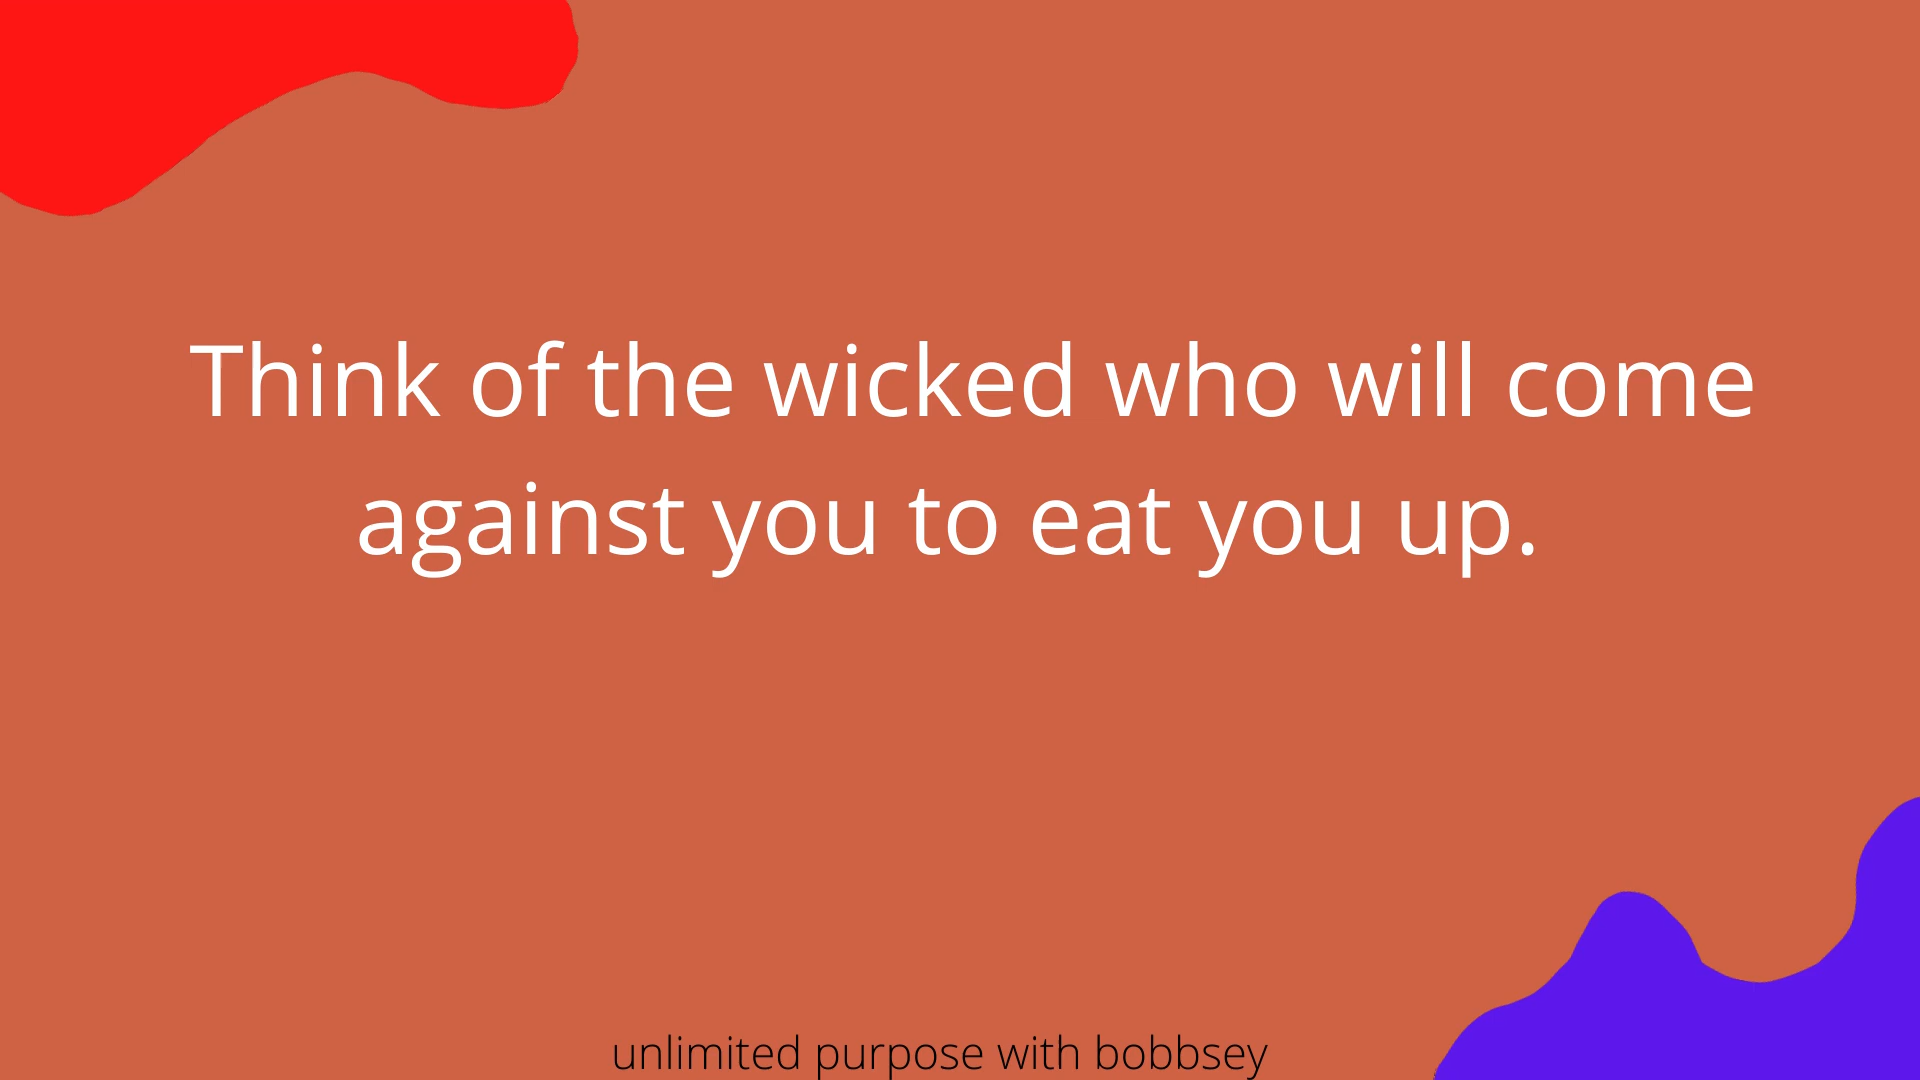 Think of the wicked who will come
against you to eat you up.
unlimited purpose with bobbsey